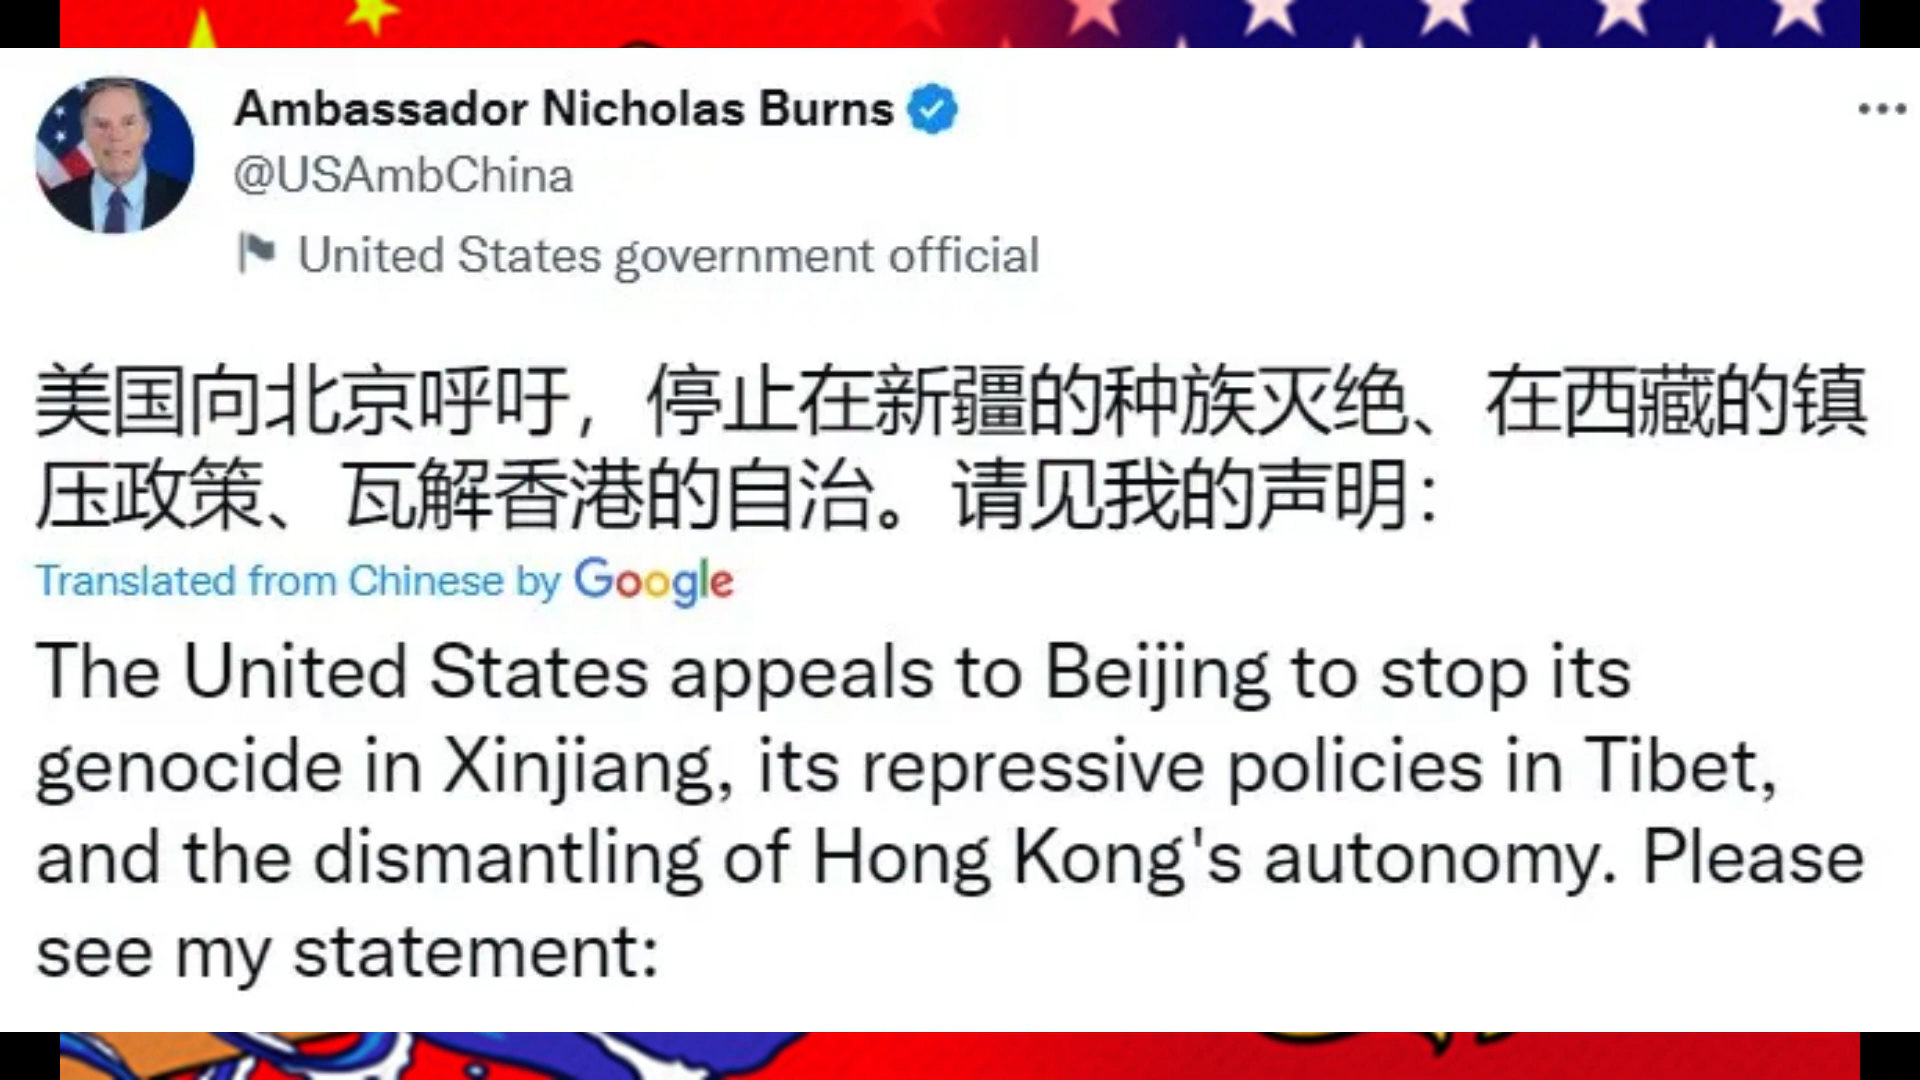 Ambassador Nicholas Burns
@USAmbChina
United States government official
美国向北京呼吁，停止在新疆的种族灭绝、在西藏的镇
压政策、瓦解香港的自治。请见我的声明：
Translated from Chinese by Google
The United States appeals to Beijing to stop its
genocide in Xinjiang, its repressive policies in Tibet,
and the dismantling of Hong Kong's autonomy. Please
see my statement: